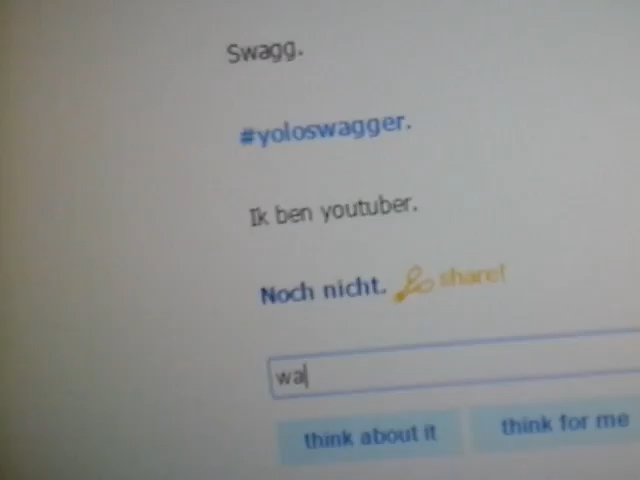 Swagg.
#yoloswagger.
Ik ben youtuber.
Noch nicht. share!
wa
think about it think for me